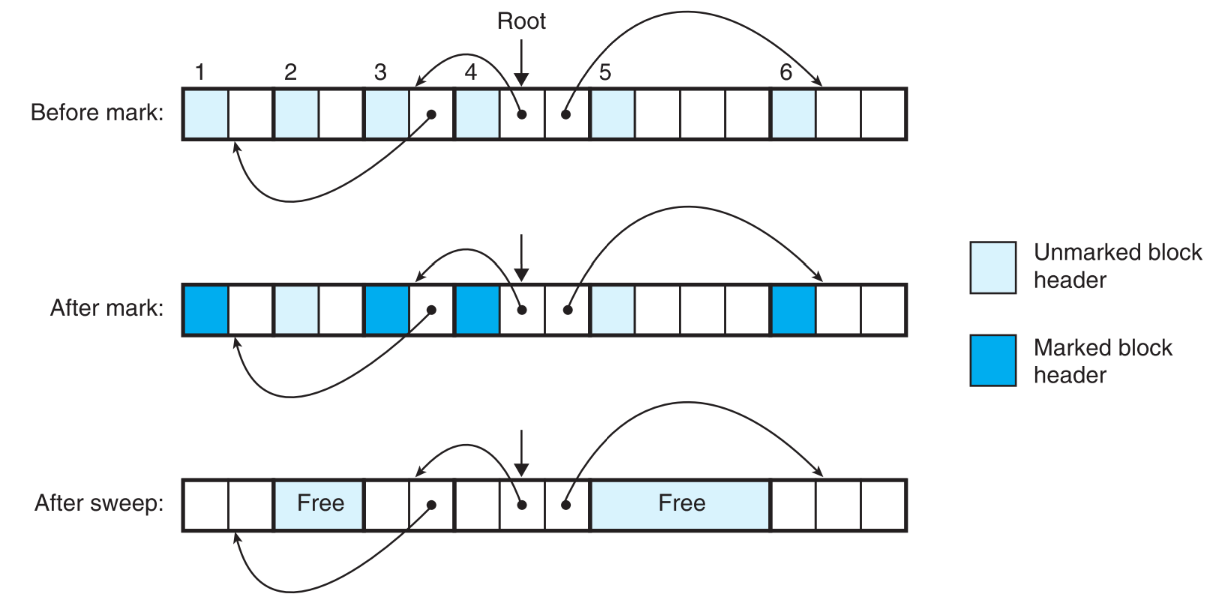 Root
1 2 3 4 5 6
Before mark:
After mark:
Unmarked block
header
Marked block
header
After sweep:
Free
Free